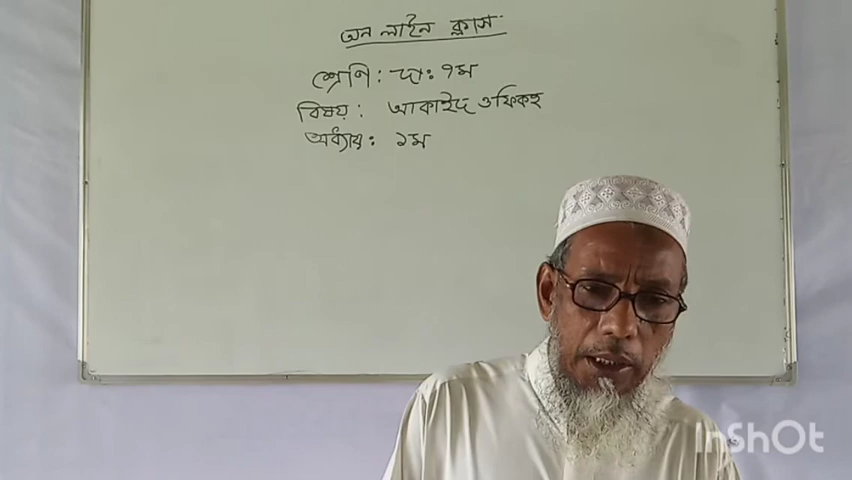 অন লাইন ক্লাস
শ্রেণি : দা: ৭ম
বিষয় : আকাইদ ও ফিকহ
অধ্যায় : ১ম
InShOt